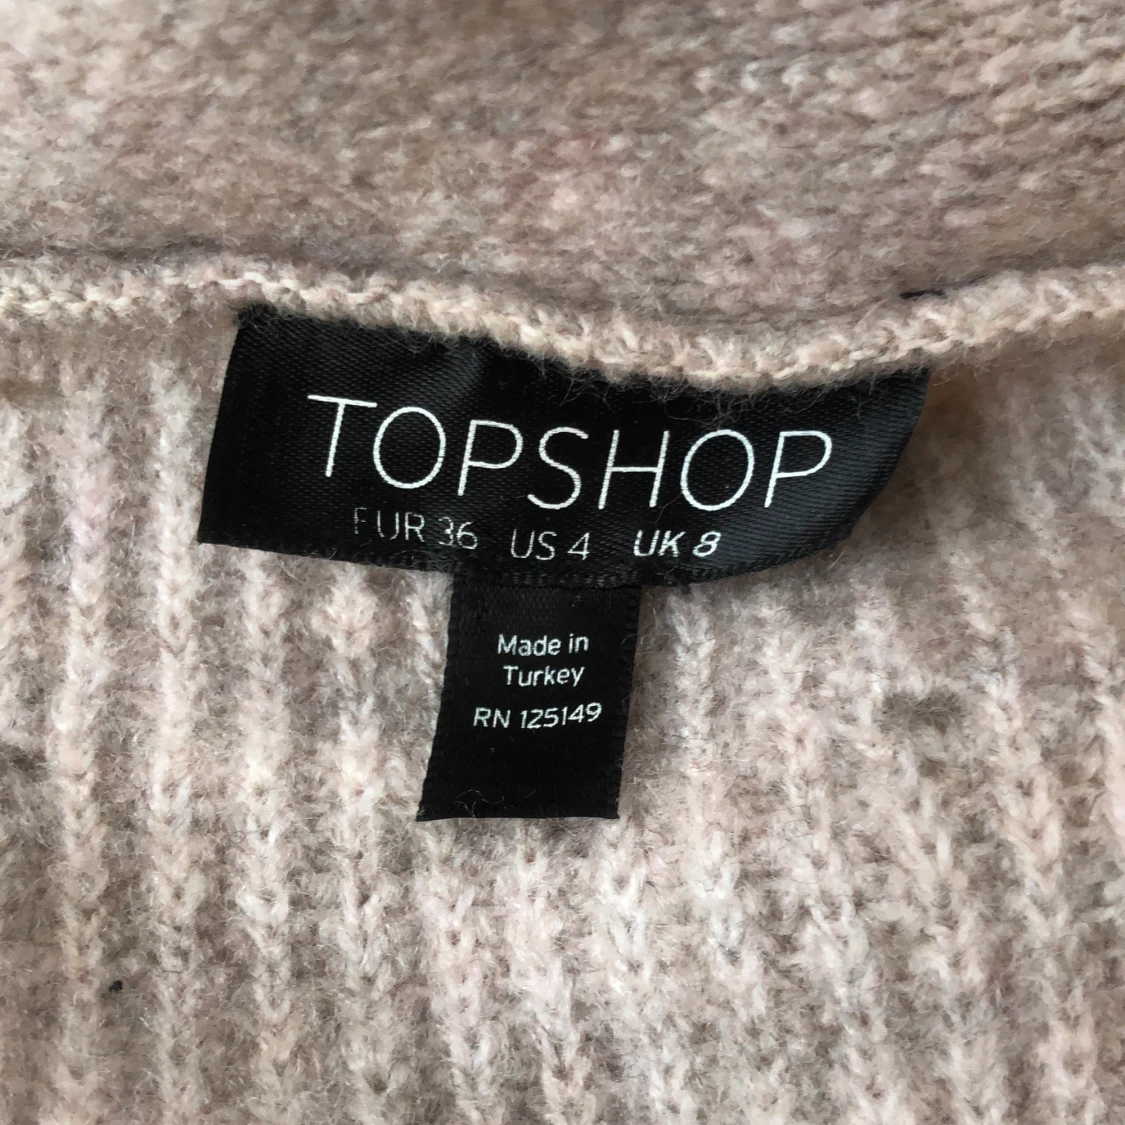 TOPSHOP
EUR 36 US 4 UK 8
Made in
Turkey
RN 125149